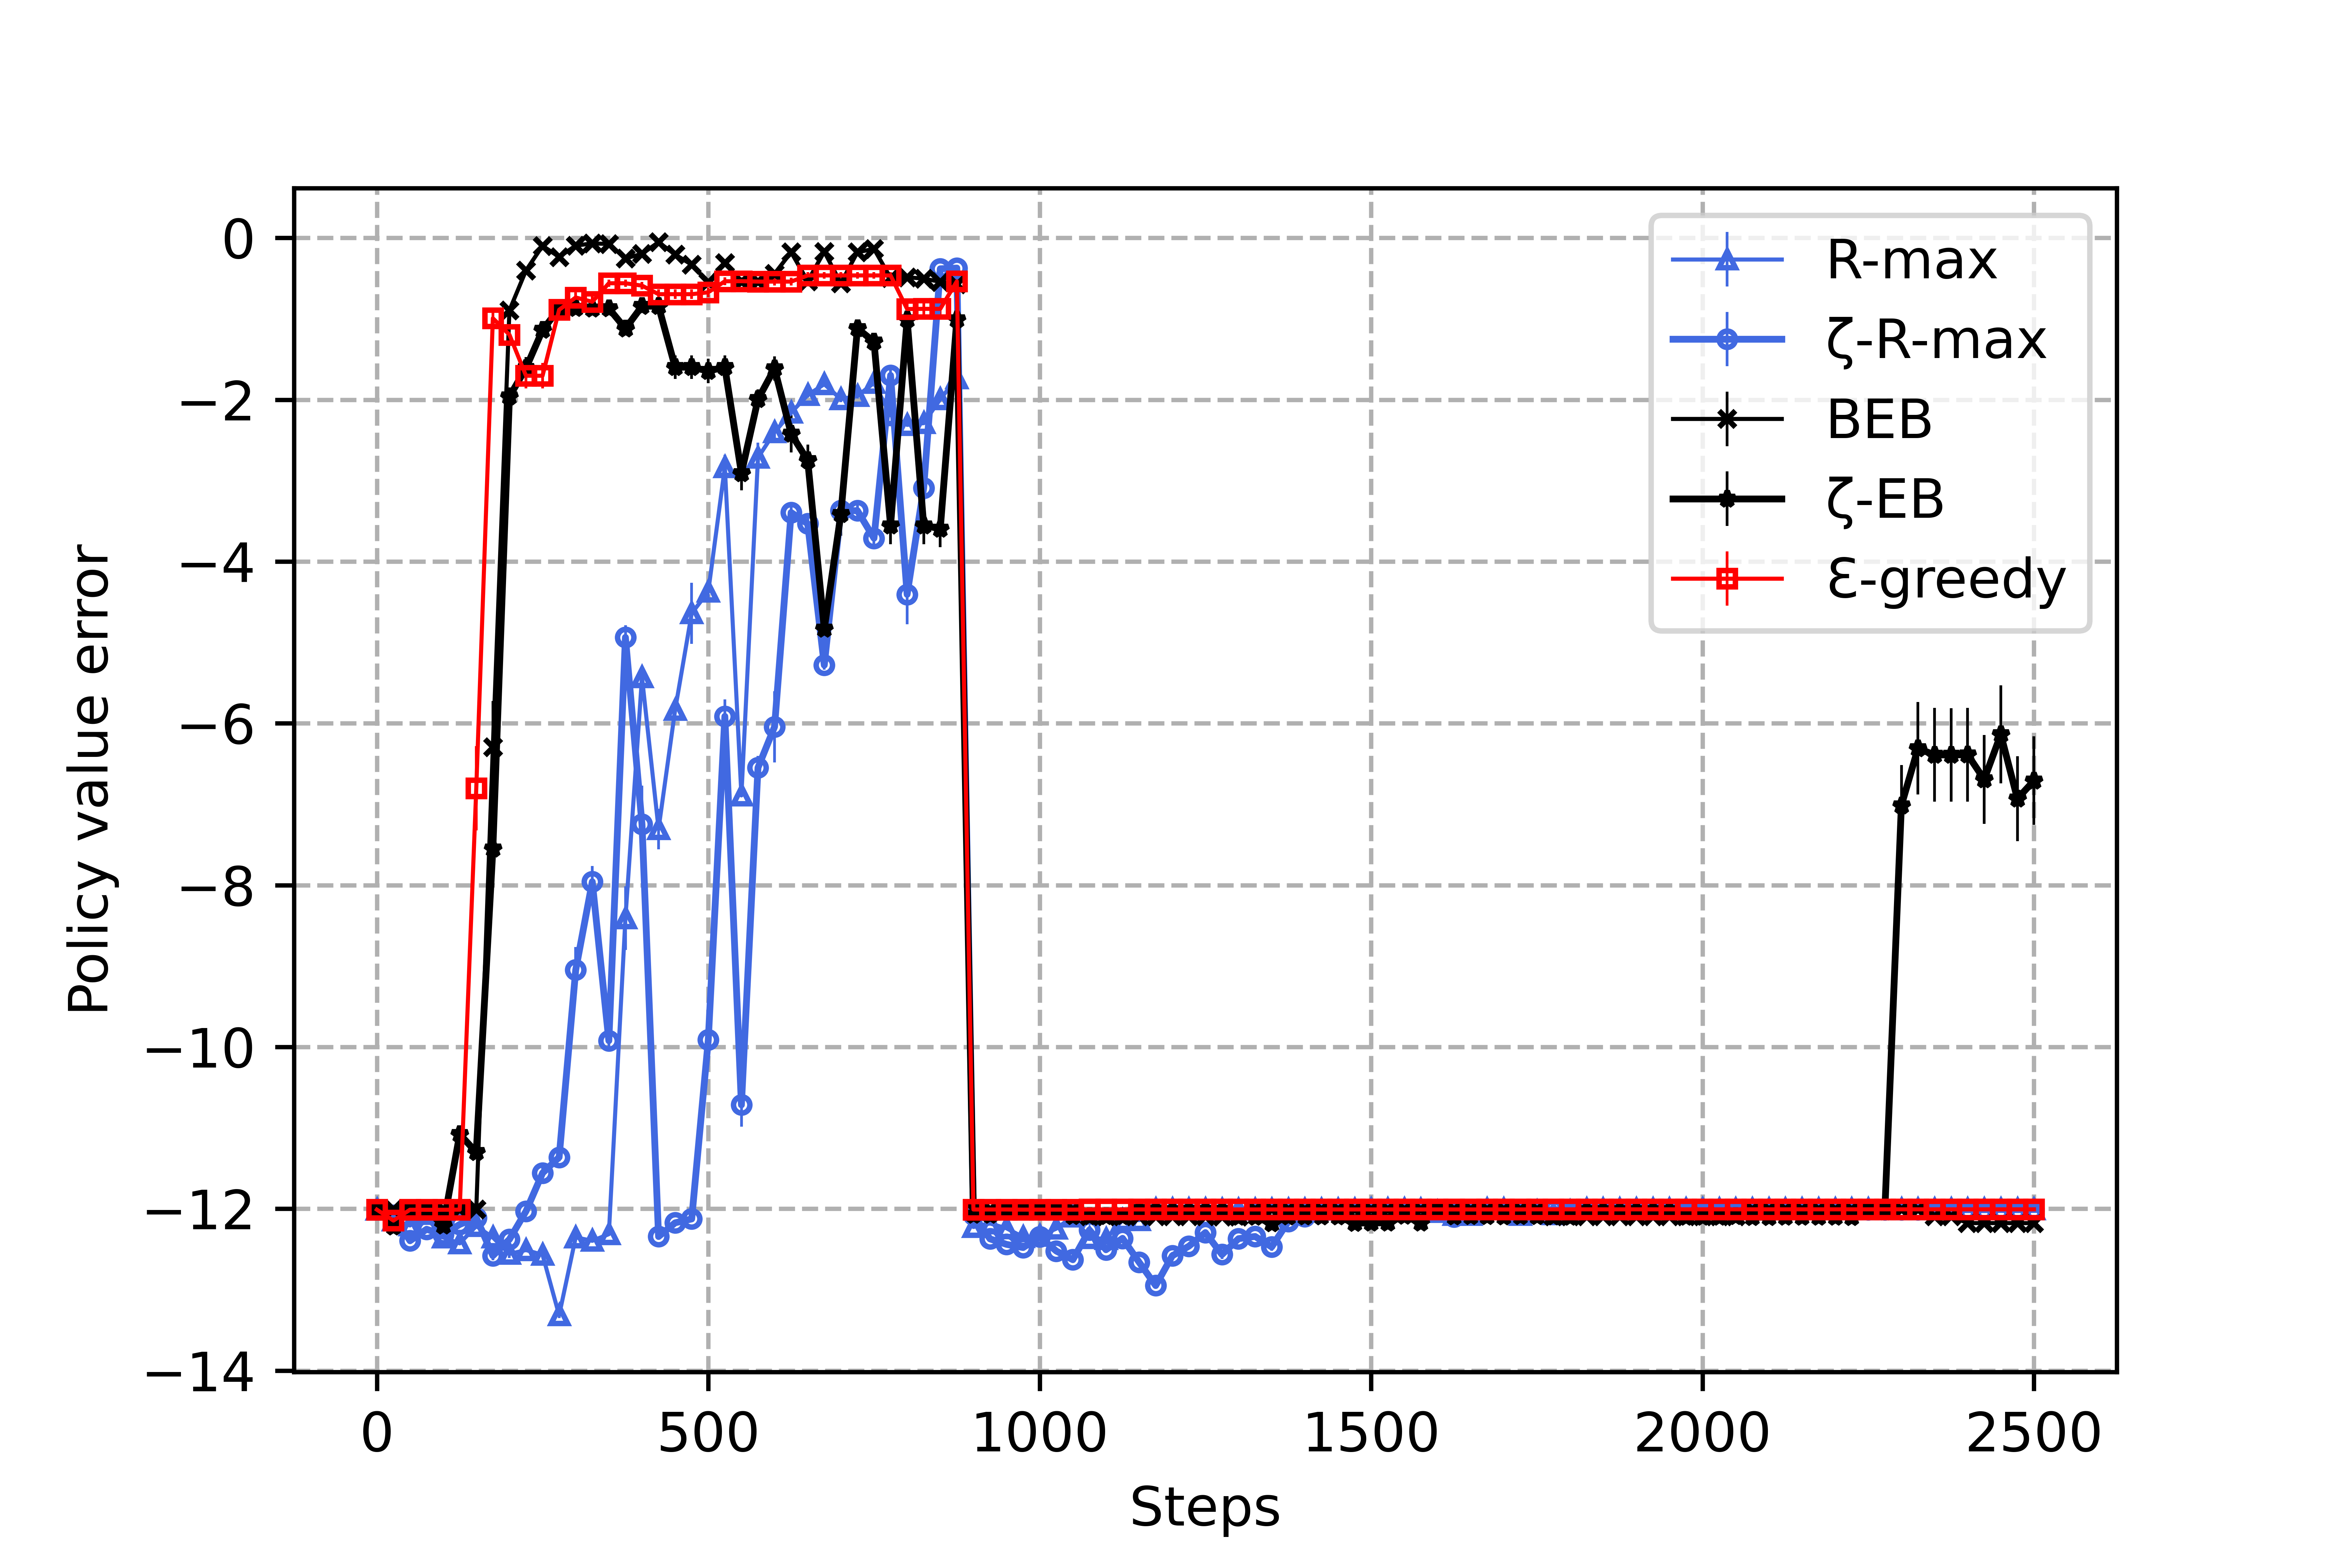 Policy value error
0
−2
−4
−6
−8
−10
−12
−14
0 500 1000 1500 2000 2500
Steps
R-max
ζ-R-max
BEB
ζ-EB
Ɛ-greedy